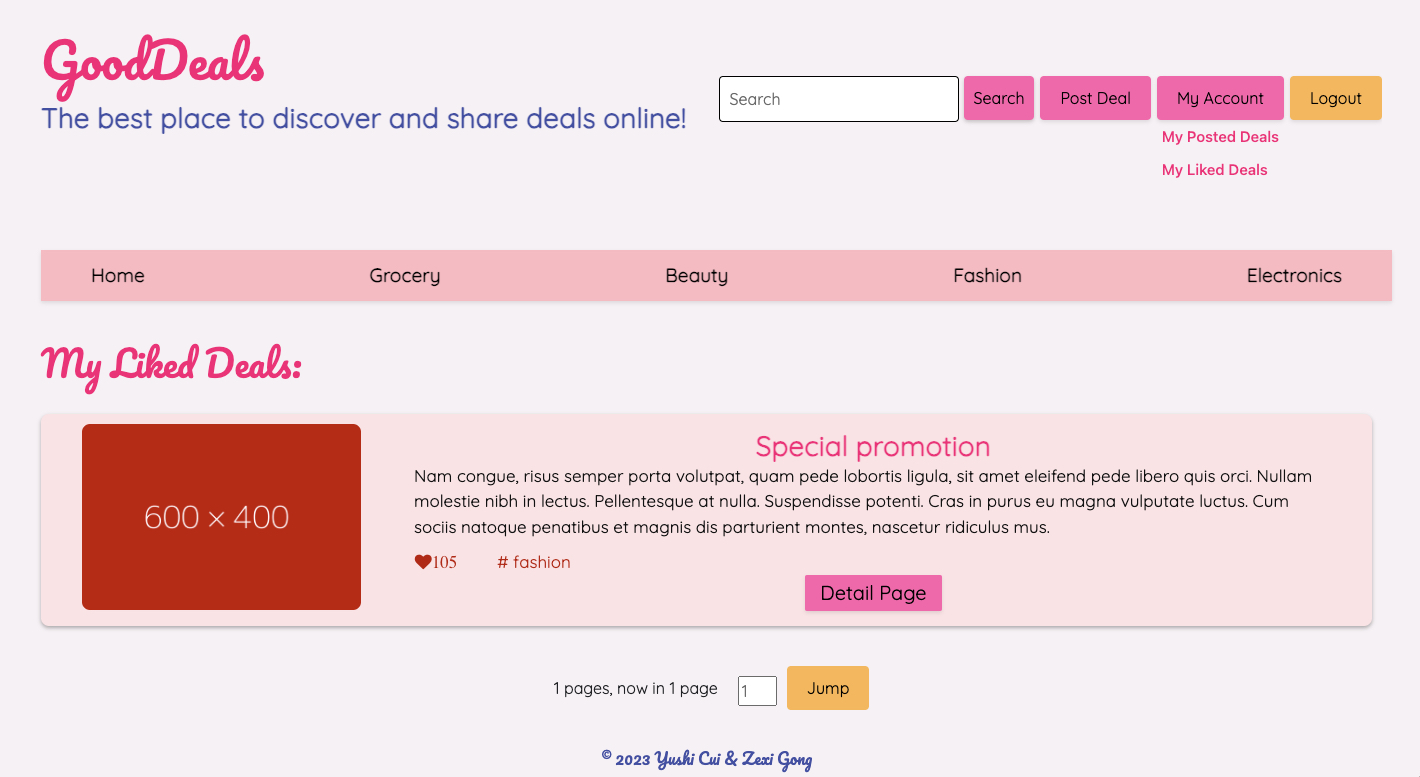 GoodDeals
The best place to discover and share deals online!
Search
Search
Post Deal
My Account
Logout
My Posted Deals
My Liked Deals
Home
Grocery
Beauty
Fashion
Electronics
My Liked Deals:
600 × 400
Special promotion
Nam congue, risus semper porta volutpat, quam pede lobortis ligula, sit amet eleifend pede libero quis orci. Nullam
molestie nibh in lectus. Pellentesque at nulla. Suspendisse potenti. Cras in purus eu magna vulputate luctus. Cum
sociis natoque penatibus et magnis dis parturient montes, nascetur ridiculus mus.
105
# fashion
Detail Page
1 pages, now in 1 page
1
Jump
© 2023 Yushi Cui & Zexi Gong